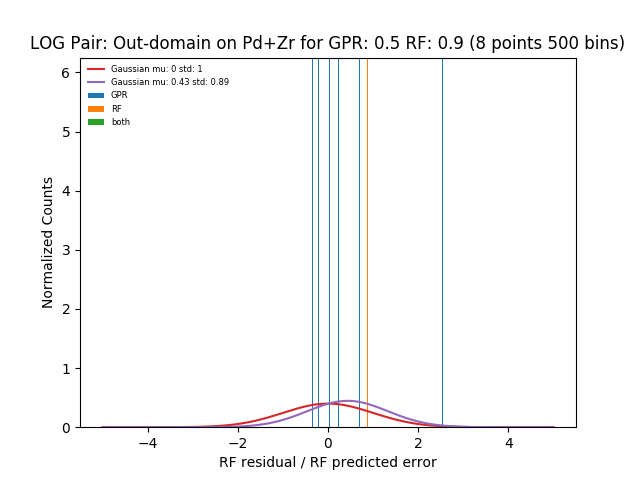 LOG Pair: Out-domain on Pd+Zr for GPR: 0.5 RF: 0.9 (8 points 500 bins)
Gaussian mu: 0 std: 1
Gaussian mu: 0.43 std: 0.89
GPR
RF
both
6
5
4
3
2
1
0
Normalized Counts
−4 −2 0 2 4
RF residual / RF predicted error